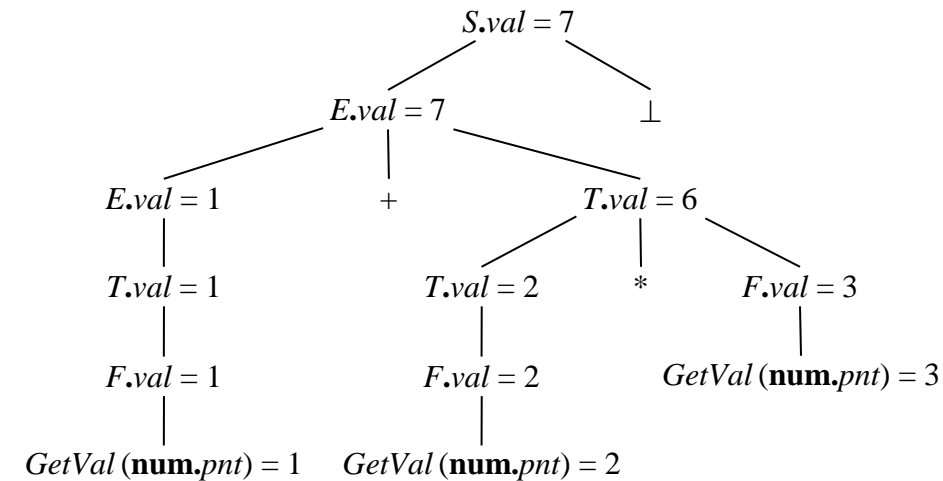 S.val = 7
E.val = 7 ⊥
E.val = 1 + T.val = 6
T.val = 1 T.val = 2 * F.val = 3
F.val = 1 F.val = 2 GetVal (num.pnt) = 3
GetVal (num.pnt) = 1 GetVal (num.pnt) = 2